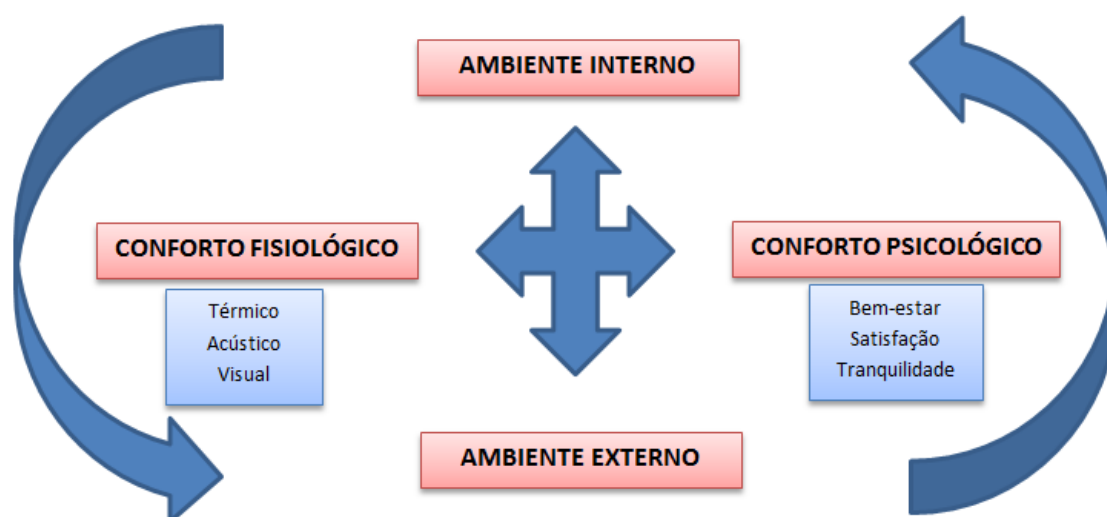 AMBIENTE INTERNO
CONFORTO FISIOLÓGICO
Térmico
Acústico
Visual
CONFORTO PSICOLÓGICO
Bem-estar
Satisfação
Tranquilidade
AMBIENTE EXTERNO